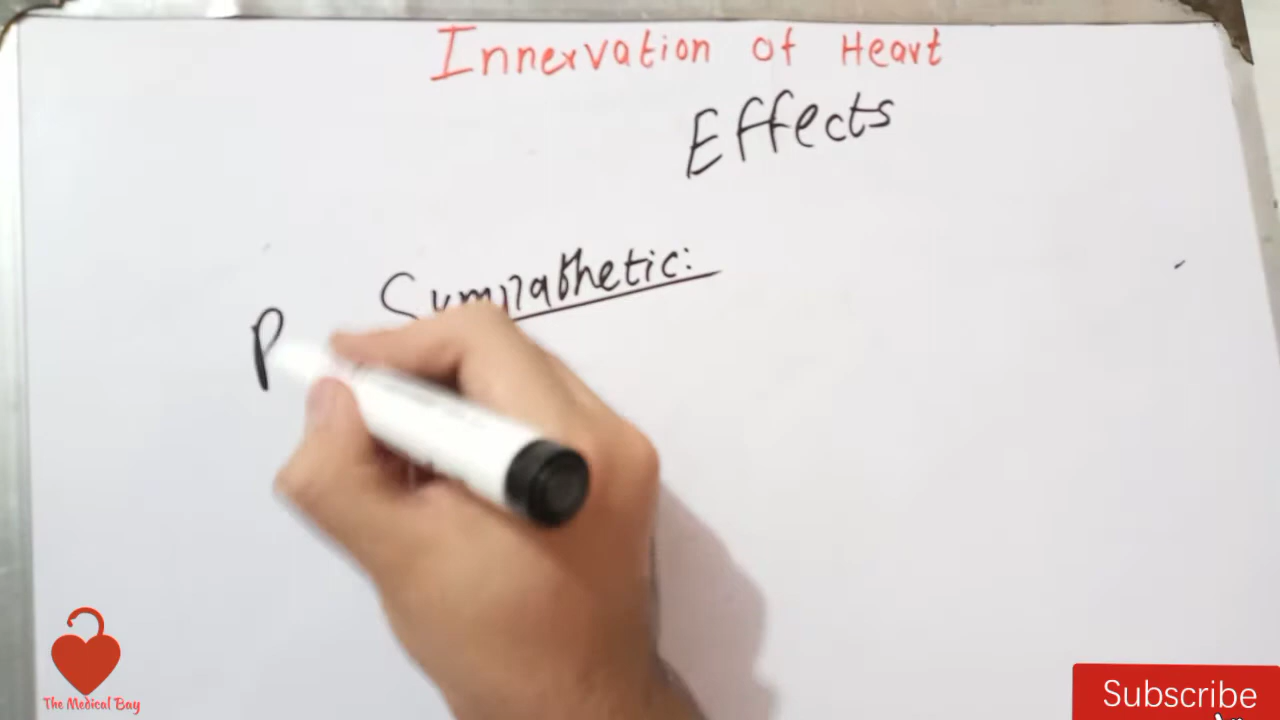 Innervation of Heart
Effects
Sympathetic:
P
The Medical Bay
Subscribe